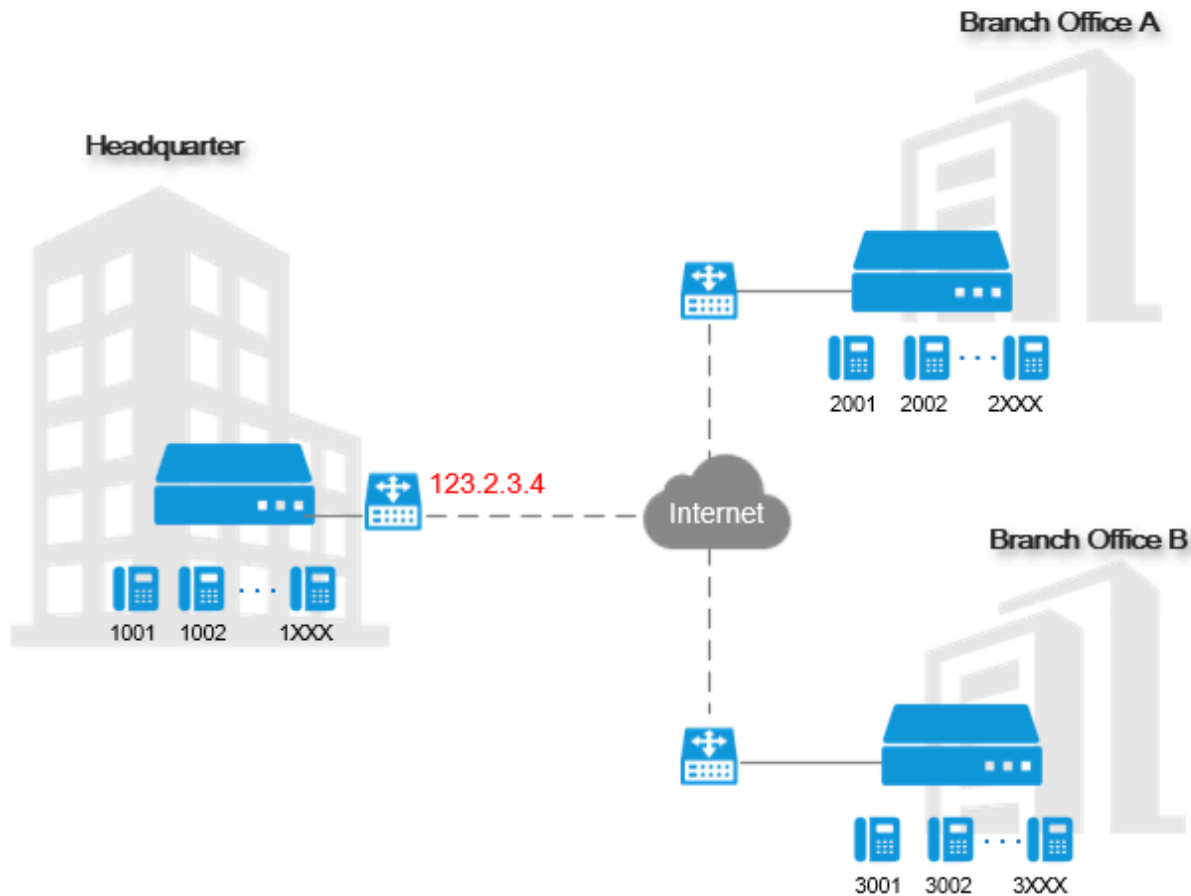 Branch Office A
Headquarter
2001 2002 2XXX
123.2.3.4
Internet
Branch Office B
1001 1002 1XXX
3001 3002 3XXX